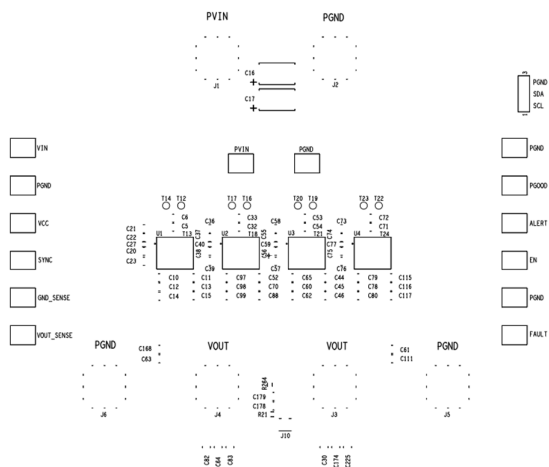 PVIN
PGND
C16
C17
J1
J2
3
PGND
SDA
SCL
1
VIN
PGND
VCC
SYNC
GND_SENSE
VOUT_SENSE
PVIN
PGND
PGND
PGOOD
ALERT
EN
PGND
FAULT
T14 T12
T17 T16
T20 T19
T23 T22
C6
C5
T13
C33
C32
T18
C53
C54
T21
C72
C71
T24
C21
C22
C27
C20
C23
U1
C37
C40
C38
C36
C39
U2
C55
C59
C56
C58
C57
U3
C74
C77
C75
C73
C76
U4
C10 C11
C12 C13
C14 C15
C97 C52
C98 C70
C99 C88
C65 C44
C60 C45
C62 C46
C79 C115
C78 C116
C80 C117
PGND
VOUT
VOUT
PGND
C168
C63
C61
C111
R264
C179
C178
R21
J10
J6
J4
J3
J5
C82
C64
C83
C30
C174
C225